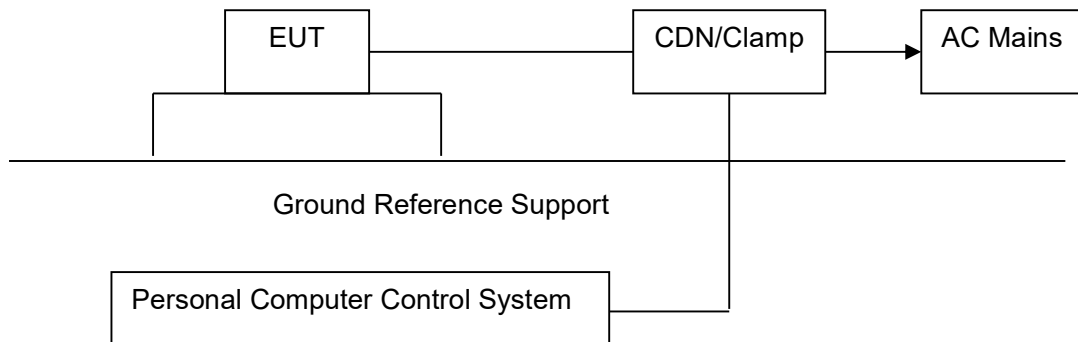 EUT
CDN/Clamp
AC Mains
Ground Reference Support
Personal Computer Control System